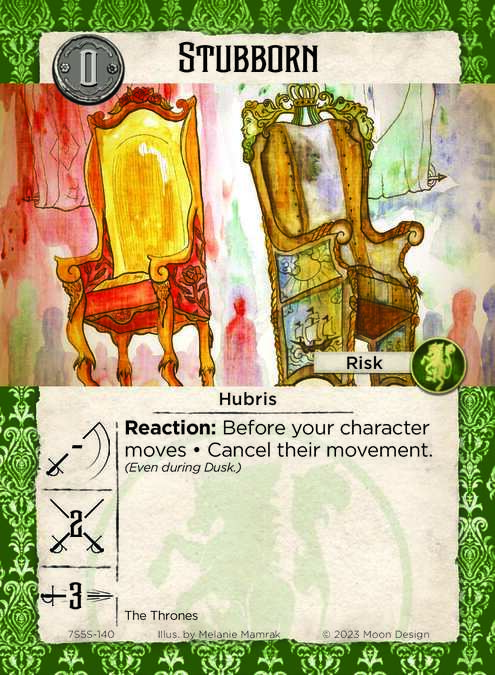 0
STUBBORN
Risk
Hubris
Reaction: Before your character
moves • Cancel their movement.
(Even during Dusk.)
-
2
3
The Thrones
7S5S-140 Illus. by Melanie Mamrak © 2023 Moon Design